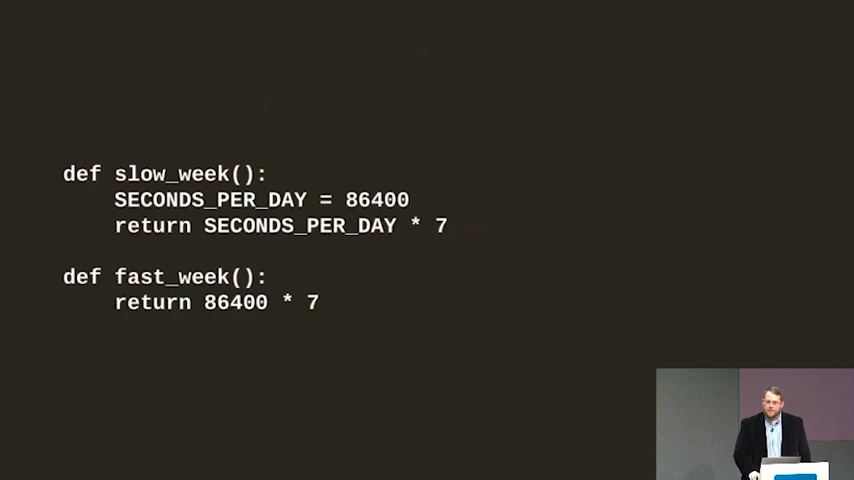 def slow_week():
    SECONDS_PER_DAY = 86400
    return SECONDS_PER_DAY * 7
def fast_week():
    return 86400 * 7